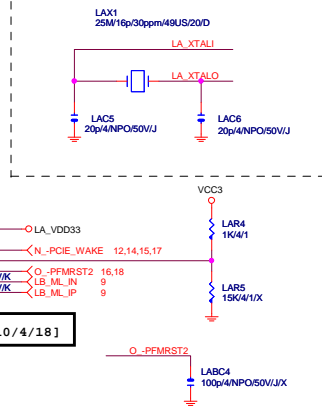 LAX1
25M/16p/30ppm/49US/20/D
LA_XTALI
LA_XTALO
LAC5
20p/4/NPO/50V/J
LAC6
20p/4/NPO/50V/J
VCC3
LAR4
1K/4/1
LA_VDD33
N_-PCIE_WAKE 12,14,15,17
O_-PFMRST2 16,18
/K LB_ML_IN 9
/K LB_ML_IP 9
LAR5
15K/4/1/X
0/4/18]
O_-PFMRST2
LABC4
100p/4/NPO/50V/J/X